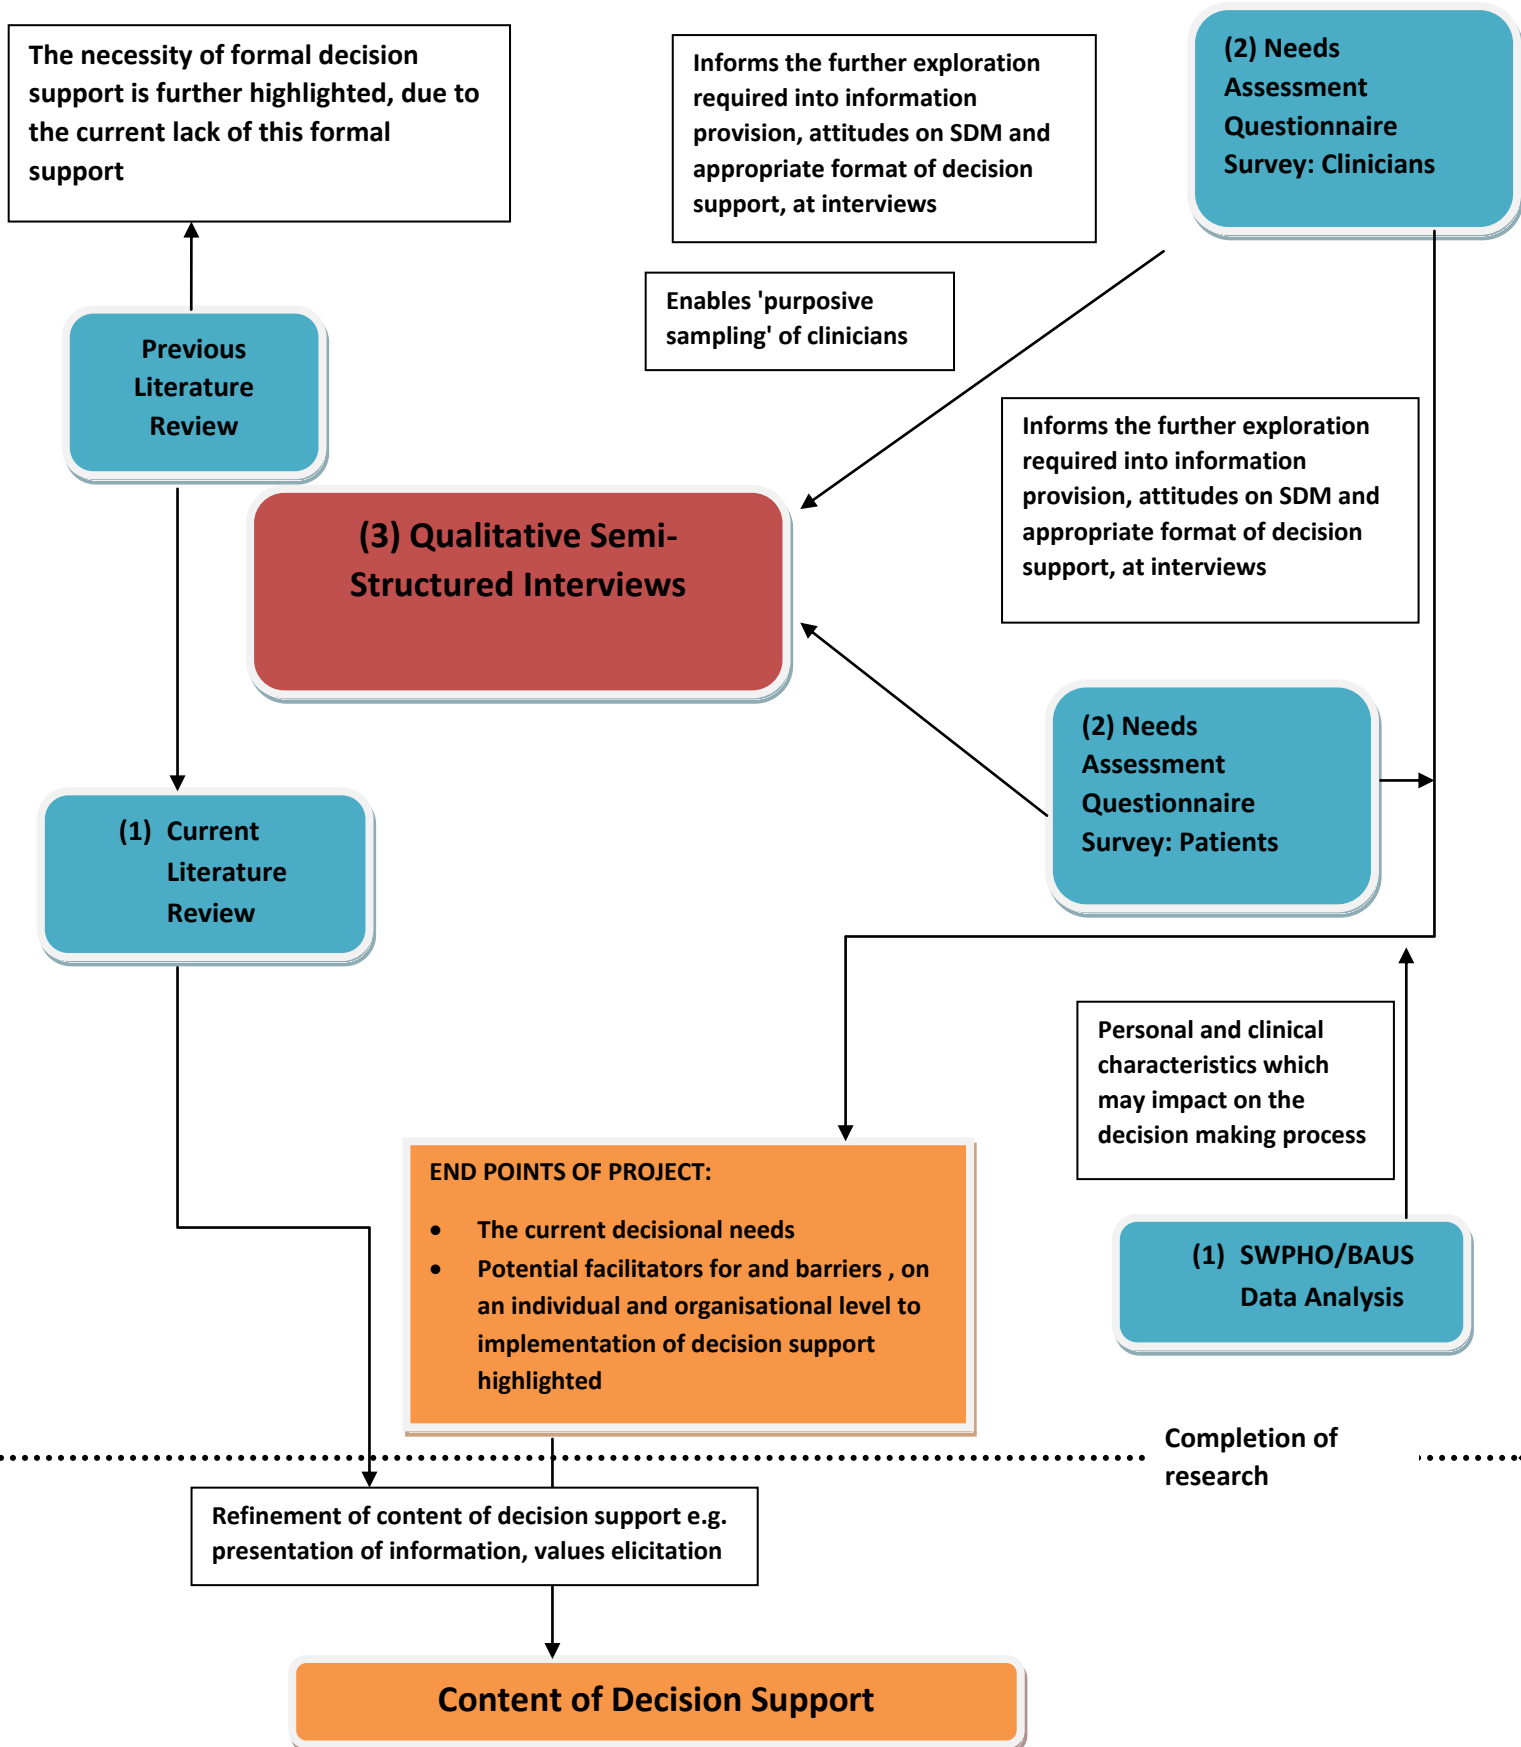 The necessity of formal decision
support is further highlighted, due to
the current lack of this formal
support
Informs the further exploration
required into information
provision, attitudes on SDM and
appropriate format of decision
support, at interviews
(2) Needs
Assessment
Questionnaire
Survey: Clinicians
Enables 'purposive
sampling' of clinicians
Previous
Literature
Review
Informs the further exploration
required into information
provision, attitudes on SDM and
appropriate format of decision
support, at interviews
(3) Qualitative Semi-
Structured Interviews
(2) Needs
Assessment
Questionnaire
Survey: Patients
(1) Current
Literature
Review
Personal and clinical
characteristics which
may impact on the
decision making process
END POINTS OF PROJECT:
• The current decisional needs
• Potential facilitators for and barriers , on
an individual and organisational level to
implementation of decision support
highlighted
(1) SWPHO/BAUS
Data Analysis
Completion of
research
Refinement of content of decision support e.g.
presentation of information, values elicitation
Content of Decision Support